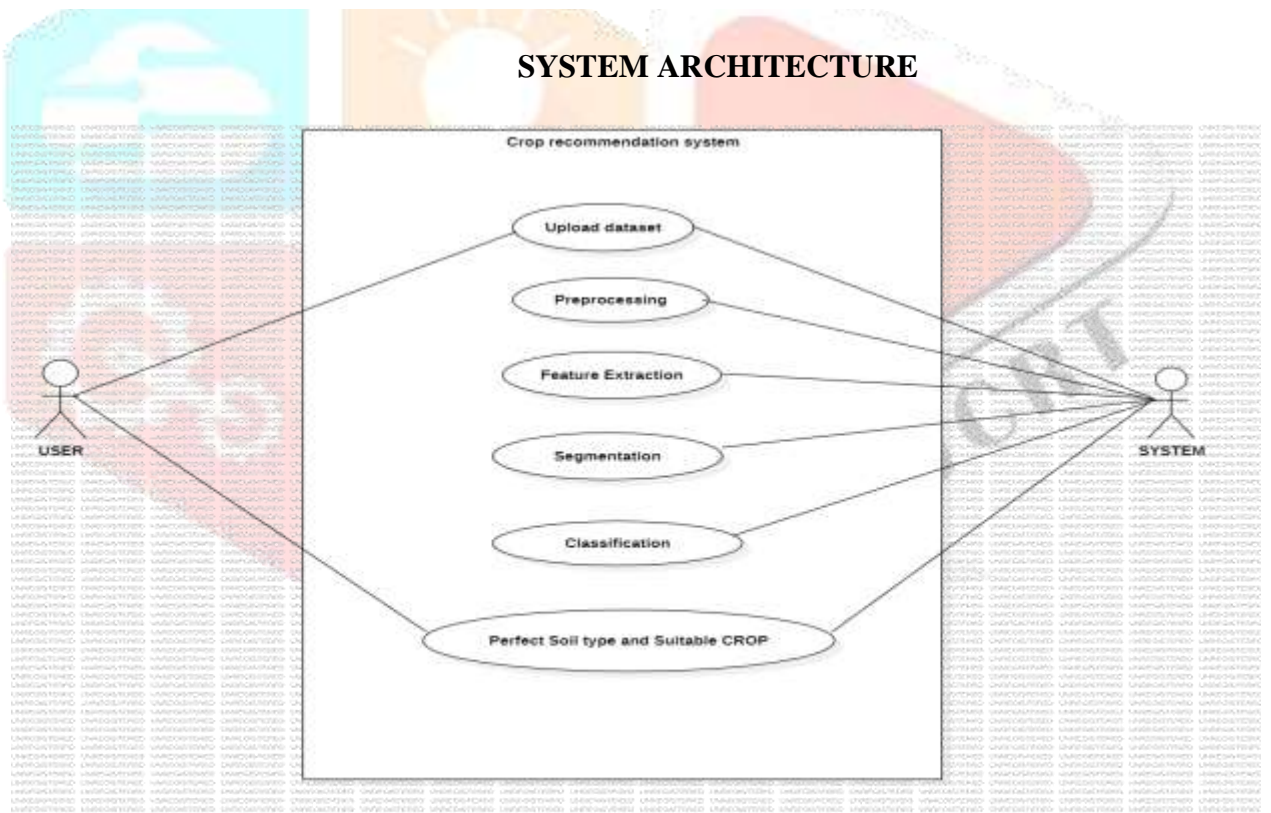 SYSTEM ARCHITECTURE
Crop recommendation system
Upload dataset
Preprocessing
Feature Extraction
Segmentation
Classification
Perfect Soil type and Suitable CROP
USER
SYSTEM
CRT